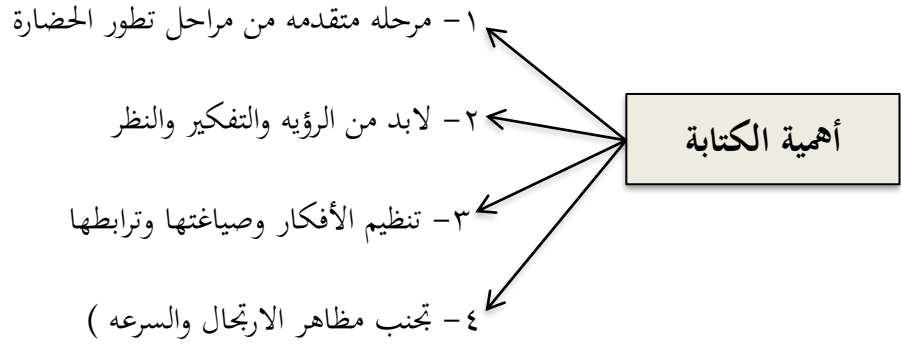 أهمية الكتابة
١- مرحله متقدمه من مراحل تطور الحضارة
٢- لابد من الرؤيه والتفكير والنظر
٣- تنظيم الأفكار وصياغتها وترابطها
٤- تجنب مظاهر الارتجال والسرعه )